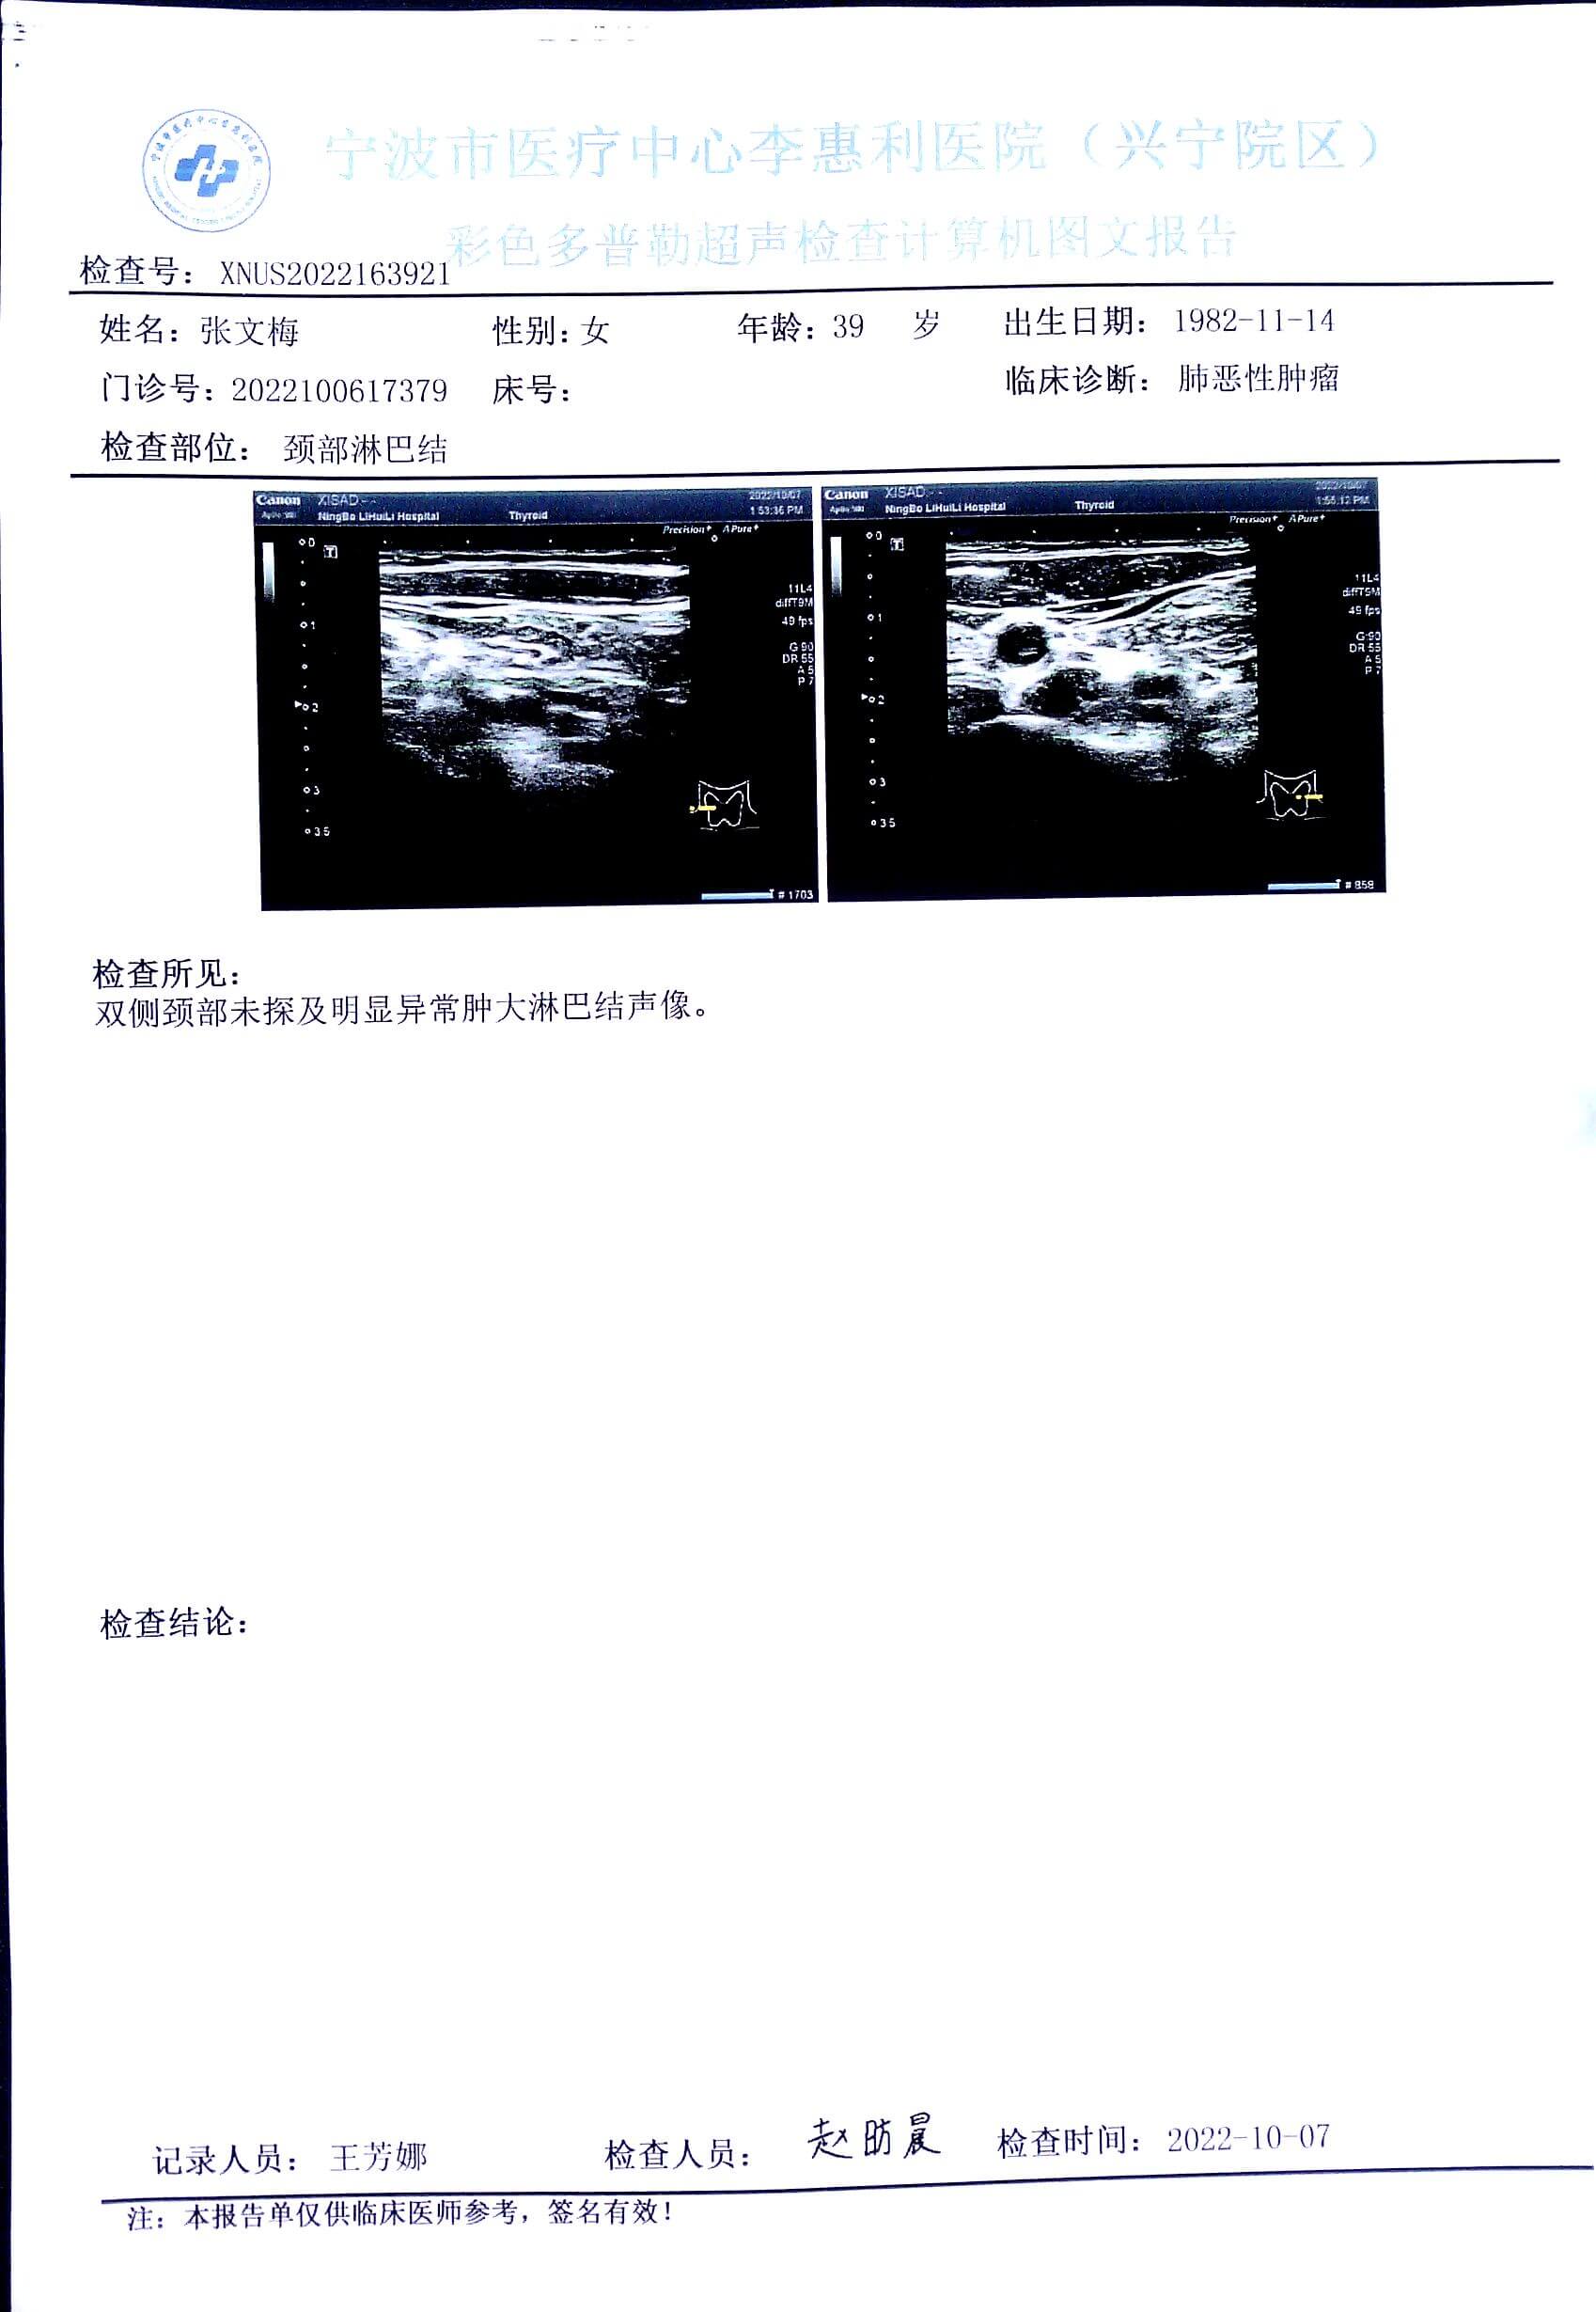 宁波市医疗中心李惠利医院（兴宁院区）
彩色多普勒超声检查计算机图文报告
检查号： XNUS2022163921
姓名：张文梅 性别：女 年龄：39 岁 出生日期： 1982-11-14
门诊号：2022100617379 床号： 临床诊断： 肺恶性肿瘤
检查部位： 颈部淋巴结
Canon XISAD 2022/10/07
NingBo LiHuiLi Hospital Thyroid 1:53:36 PM
Precision+ APure+
0
T
11L4
diffT9M
1
49 fps
G:90
DR:55
A:5
P:7
2
3
3.5
# 1703
Canon XISAD 2022/10/07
NingBo LiHuiLi Hospital Thyroid 1:55:12 PM
Precision+ APure+
0
T
11L4
diffT9M
1
49 fps
G:90
DR:55
A:5
P:7
2
3
3.5
# 858
检查所见：
双侧颈部未探及明显异常肿大淋巴结声像。
检查结论：
记录人员： 王芳娜 检查人员： 赵昉晨 检查时间： 2022-10-07
注：本报告单仅供临床医师参考，签名有效！